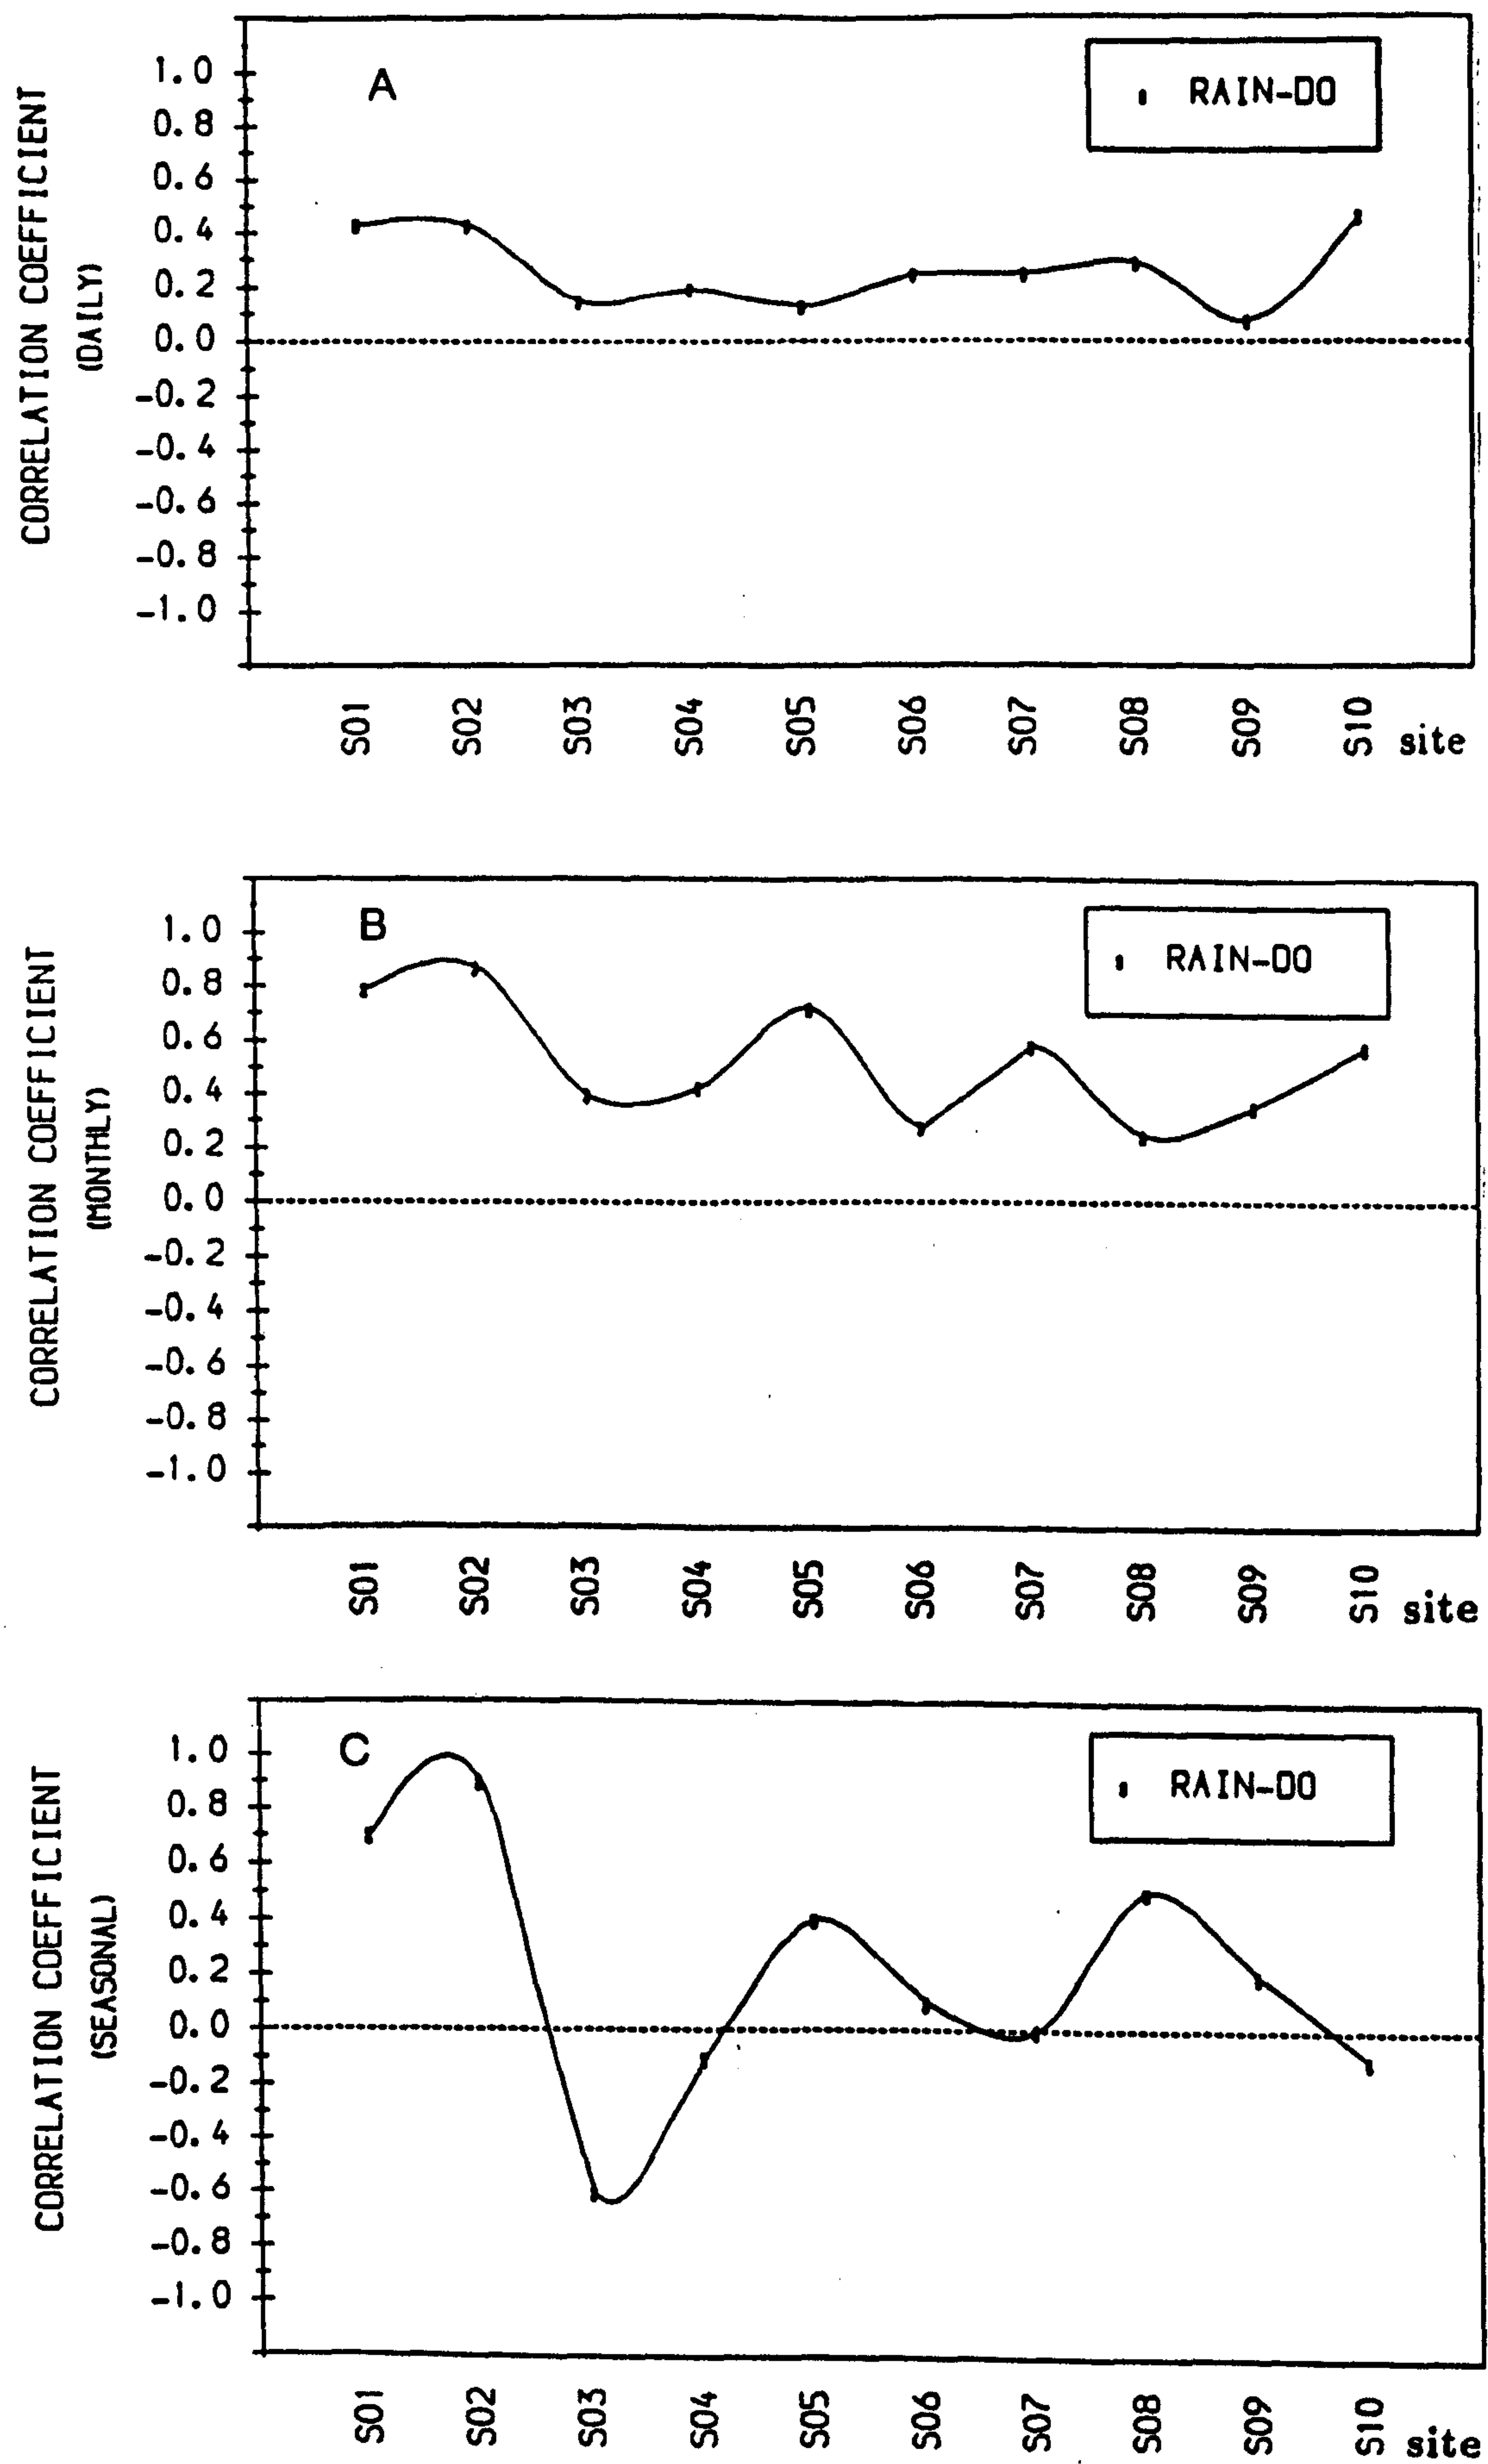 A
RAIN-DO
CORRELATION COEFFICIENT
(DAILY)
1.0
0.8
0.6
0.4
0.2
0.0
-0.2
-0.4
-0.6
-0.8
-1.0
S01 S02 S03 S04 S05 S06 S07 S08 S09 S10 site
B
RAIN-DO
CORRELATION COEFFICIENT
(MONTHLY)
1.0
0.8
0.6
0.4
0.2
0.0
-0.2
-0.4
-0.6
-0.8
-1.0
S01 S02 S03 S04 S05 S06 S07 S08 S09 S10 site
C
RAIN-DO
CORRELATION COEFFICIENT
(SEASONAL)
1.0
0.8
0.6
0.4
0.2
0.0
-0.2
-0.4
-0.6
-0.8
-1.0
S01 S02 S03 S04 S05 S06 S07 S08 S09 S10 site